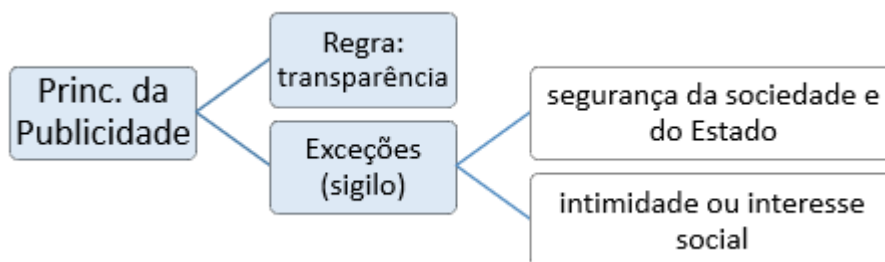 Princ. da
Publicidade
Regra:
transparência
Exceções
(sigilo)
segurança da sociedade e
do Estado
intimidade ou interesse
social